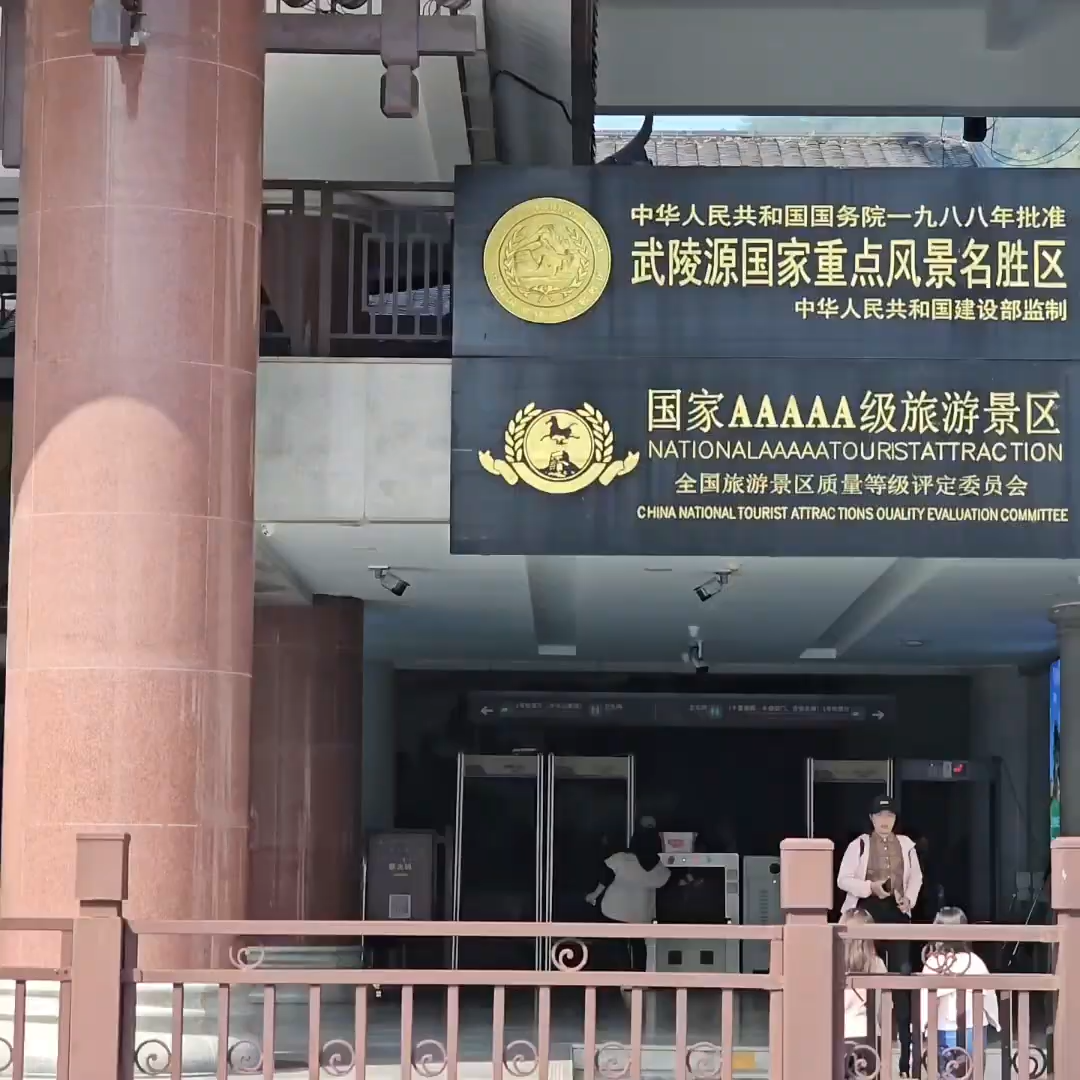 中华人民共和国国务院一九八八年批准
武陵源国家重点风景名胜区
中华人民共和国建设部监制
国家AAAAA级旅游景区
NATIONALAAAAATOURISTATTRACTION
全国旅游景区质量等级评定委员会
CHINA NATIONAL TOURIST ATTRACTIONS QUALITY EVALUATION COMMITTEE